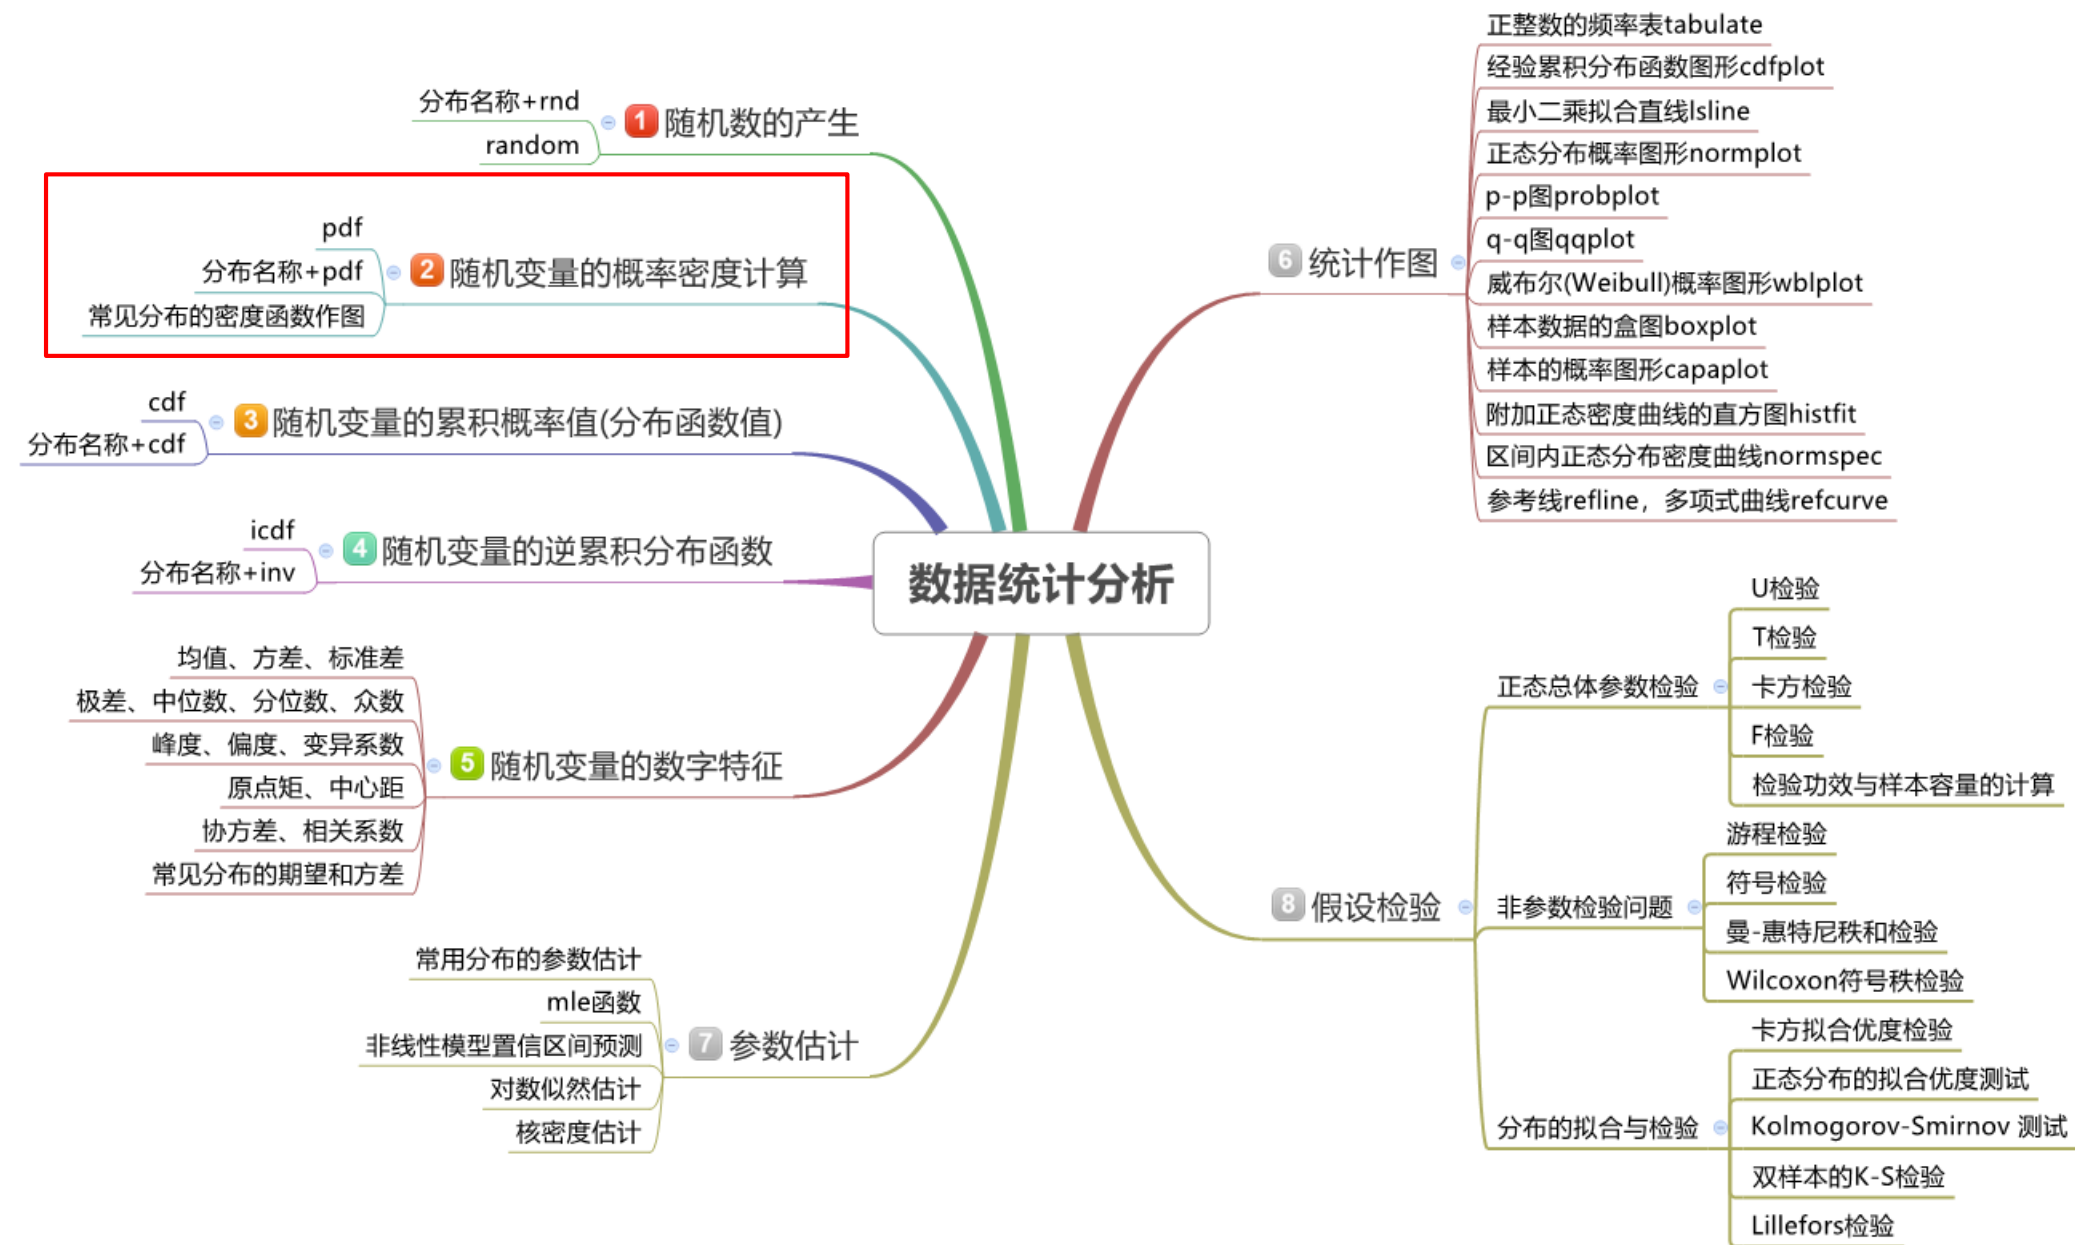 分布名称+rnd
random
1 随机数的产生
pdf
分布名称+pdf
常见分布的密度函数作图
2 随机变量的概率密度计算
cdf
分布名称+cdf
3 随机变量的累积概率值(分布函数值)
icdf
分布名称+inv
4 随机变量的逆累积分布函数
均值、方差、标准差
极差、中位数、分位数、众数
峰度、偏度、变异系数
原点矩、中心距
协方差、相关系数
常见分布的期望和方差
5 随机变量的数字特征
常用分布的参数估计
mle函数
非线性模型置信区间预测
对数似然估计
核密度估计
7 参数估计
数据统计分析
6 统计作图
正整数的频率表tabulate
经验累积分布函数图形cdfplot
最小二乘拟合直线lsline
正态分布概率图形normplot
p-p图probplot
q-q图qqplot
威布尔(Weibull)概率图形wblplot
样本数据的盒图boxplot
样本的概率图形capaplot
附加正态密度曲线的直方图histfit
区间内正态分布密度曲线normspec
参考线refline，多项式曲线refcurve
8 假设检验
正态总体参数检验
U检验
T检验
卡方检验
F检验
检验功效与样本容量的计算
非参数检验问题
游程检验
符号检验
曼-惠特尼秩和检验
Wilcoxon符号秩检验
分布的拟合与检验
卡方拟合优度检验
正态分布的拟合优度测试
Kolmogorov-Smirnov 测试
双样本的K-S检验
Lillefors检验